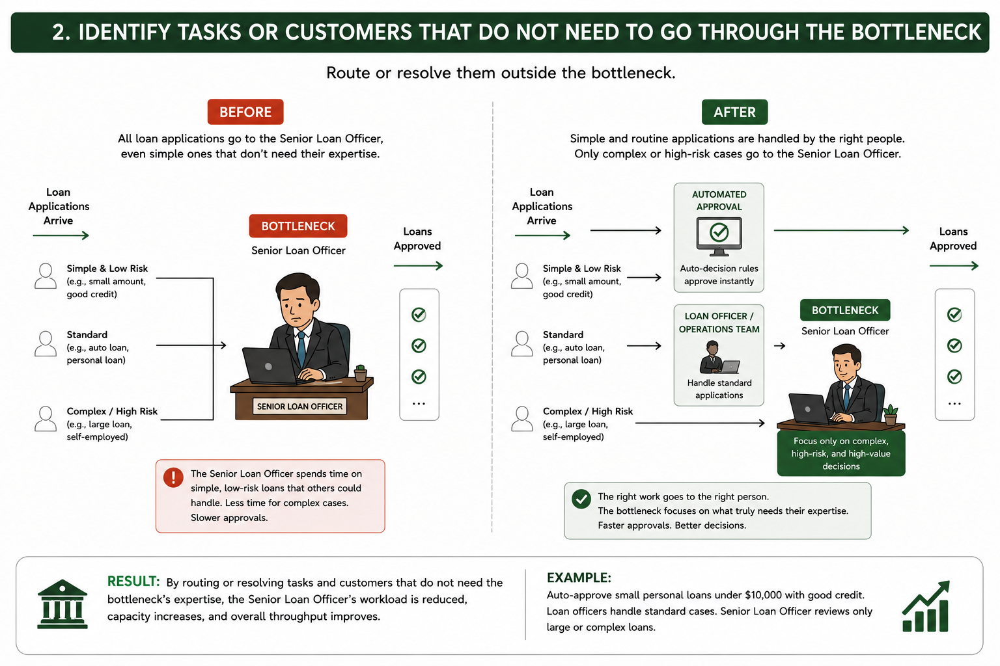 2. IDENTIFY TASKS OR CUSTOMERS THAT DO NOT NEED TO GO THROUGH THE BOTTLENECK
Route or resolve them outside the bottleneck.
BEFORE
All loan applications go to the Senior Loan Officer,
even simple ones that don't need their expertise.
Loan
Applications
Arrive
BOTTLENECK
Senior Loan Officer
Loans
Approved
Simple & Low Risk
(e.g., small amount,
good credit)
Standard
(e.g., auto loan,
personal loan)
Complex / High Risk
(e.g., large loan,
self-employed)
SENIOR LOAN OFFICER
...
!
The Senior Loan Officer spends time on
simple, low-risk loans that others could
handle. Less time for complex cases.
Slower approvals.
AFTER
Simple and routine applications are handled by the right people.
Only complex or high-risk cases go to the Senior Loan Officer.
Loan
Applications
Arrive
AUTOMATED
APPROVAL
Auto-decision rules
approve instantly
Loans
Approved
Simple & Low Risk
(e.g., small amount,
good credit)
LOAN OFFICER /
OPERATIONS TEAM
Handle standard
applications
BOTTLENECK
Senior Loan Officer
Standard
(e.g., auto loan,
personal loan)
Complex / High Risk
(e.g., large loan,
self-employed)
...
Focus only on complex,
high-risk, and high-value
decisions
The right work goes to the right person.
The bottleneck focuses on what truly needs their expertise.
Faster approvals. Better decisions.
RESULT: By routing or resolving tasks and customers that do not need the
bottleneck's expertise, the Senior Loan Officer's workload is reduced,
capacity increases, and overall throughput improves.
EXAMPLE:
Auto-approve small personal loans under $10,000 with good credit.
Loan officers handle standard cases. Senior Loan Officer reviews only
large or complex loans.